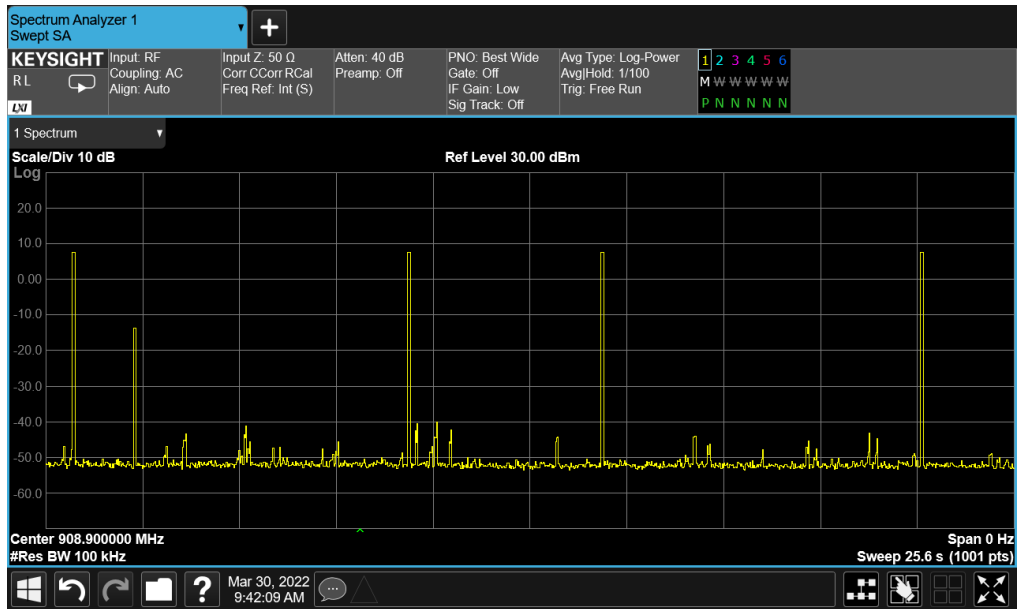 Spectrum Analyzer 1
Swept SA
+
KEYSIGHT Input: RF Input Z: 50 Ω Atten: 40 dB PNO: Best Wide Avg Type: Log-Power 1 2 3 4 5 6
R L Coupling: AC Corr CCorr RCal Preamp: Off Gate: Off Avg|Hold: 1/100 M W W W W W
Align: Auto Freq Ref: Int (S) IF Gain: Low Trig: Free Run
LXI Sig Track: Off P N N N N N
1 Spectrum
Scale/Div 10 dB Ref Level 30.00 dBm
Log
20.0
10.0
0.00
-10.0
-20.0
-30.0
-40.0
-50.0
-60.0
Center 908.900000 MHz Span 0 Hz
#Res BW 100 kHz Sweep 25.6 s (1001 pts)
? Mar 30, 2022
9:42:09 AM